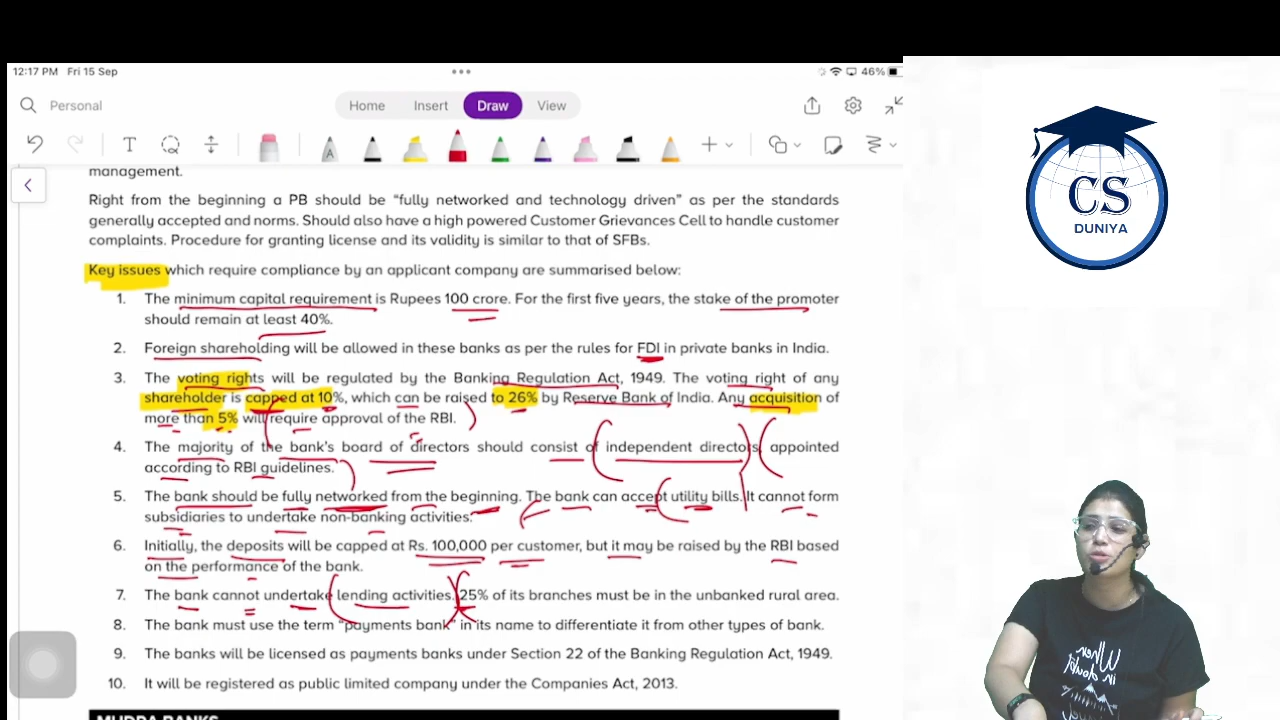 12:17 PM Fri 15 Sep
46%
Personal
Home Insert Draw View
T
A
management.
Right from the beginning a PB should be “fully networked and technology driven” as per the standards
generally accepted and norms. Should also have a high powered Customer Grievances Cell to handle customer
complaints. Procedure for granting license and its validity is similar to that of SFBs.
Key issues which require compliance by an applicant company are summarised below:
1. The minimum capital requirement is Rupees 100 crore. For the first five years, the stake of the promoter
should remain at least 40%.
2. Foreign shareholding will be allowed in these banks as per the rules for FDI in private banks in India.
3. The voting rights will be regulated by the Banking Regulation Act, 1949. The voting right of any
shareholder is capped at 10%, which can be raised to 26% by Reserve Bank of India. Any acquisition of
more than 5% will require approval of the RBI.
4. The majority of the bank’s board of directors should consist of independent directors, appointed
according to RBI guidelines.
5. The bank should be fully networked from the beginning. The bank can accept utility bills. It cannot form
subsidiaries to undertake non-banking activities.
6. Initially, the deposits will be capped at Rs. 100,000 per customer, but it may be raised by the RBI based
on the performance of the bank.
7. The bank cannot undertake lending activities. 25% of its branches must be in the unbanked rural area.
8. The bank must use the term “payments bank” in its name to differentiate it from other types of bank.
9. The banks will be licensed as payments banks under Section 22 of the Banking Regulation Act, 1949.
10. It will be registered as public limited company under the Companies Act, 2013.
MUDRA BANKS
CS
DUNIYA
When
in doubt